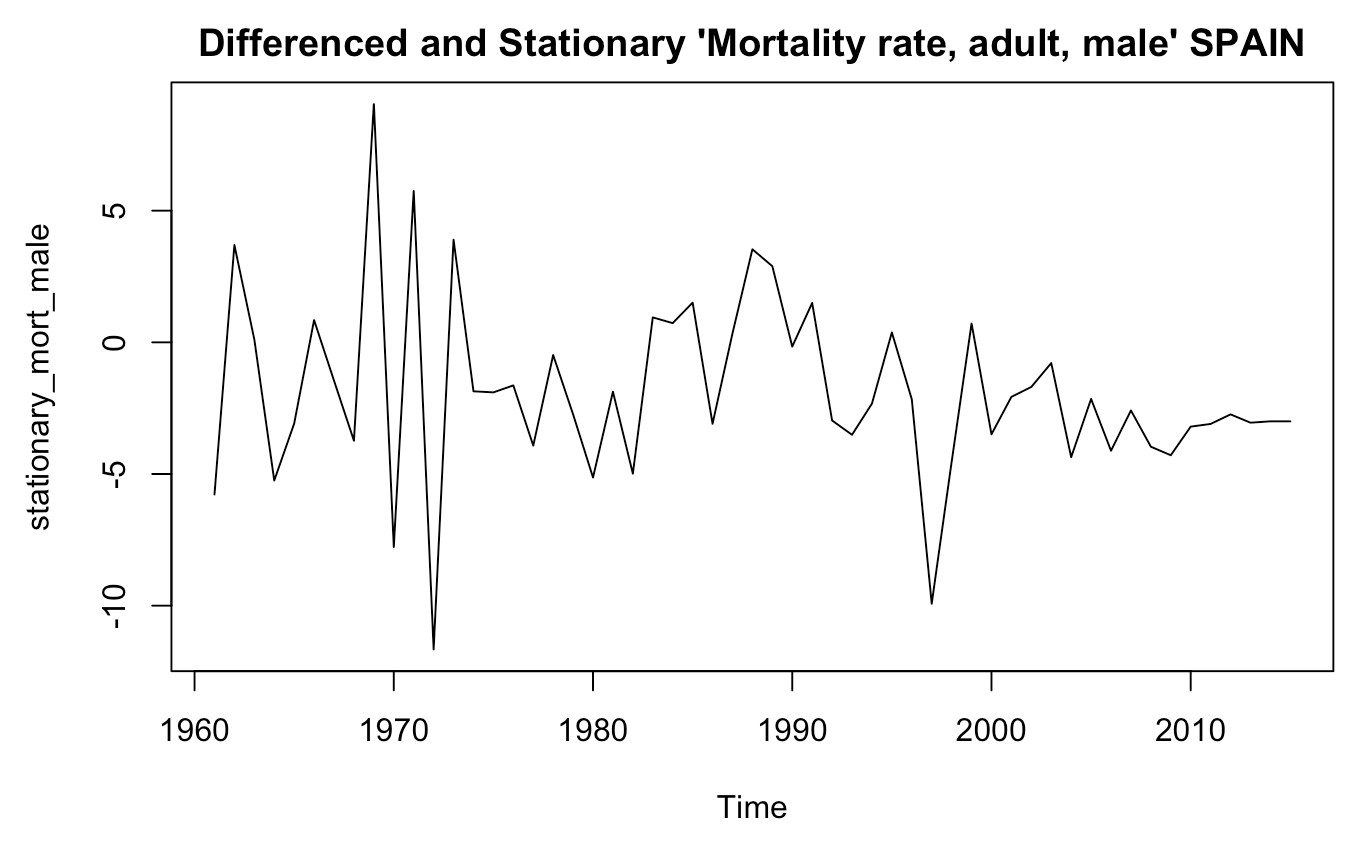 Differenced and Stationary 'Mortality rate, adult, male' SPAIN
stationary_mort_male
5
0
-5
-10
1960 1970 1980 1990 2000 2010
Time